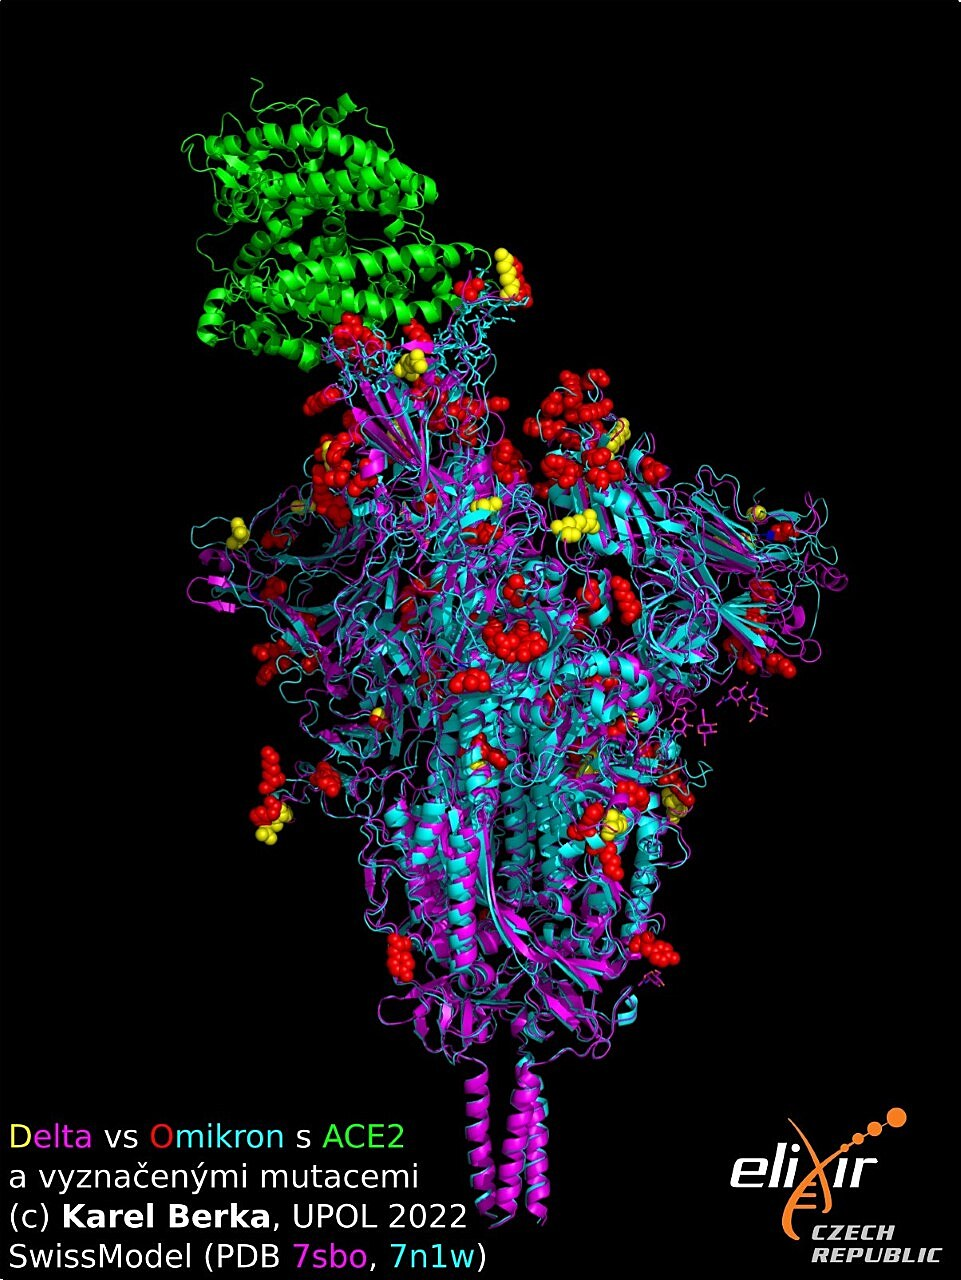 Delta vs Omikron s ACE2
a vyznačenými mutacemi
(c) Karel Berka, UPOL 2022
SwissModel (PDB 7sbo, 7n1w)
elixir
CZECH
REPUBLIC